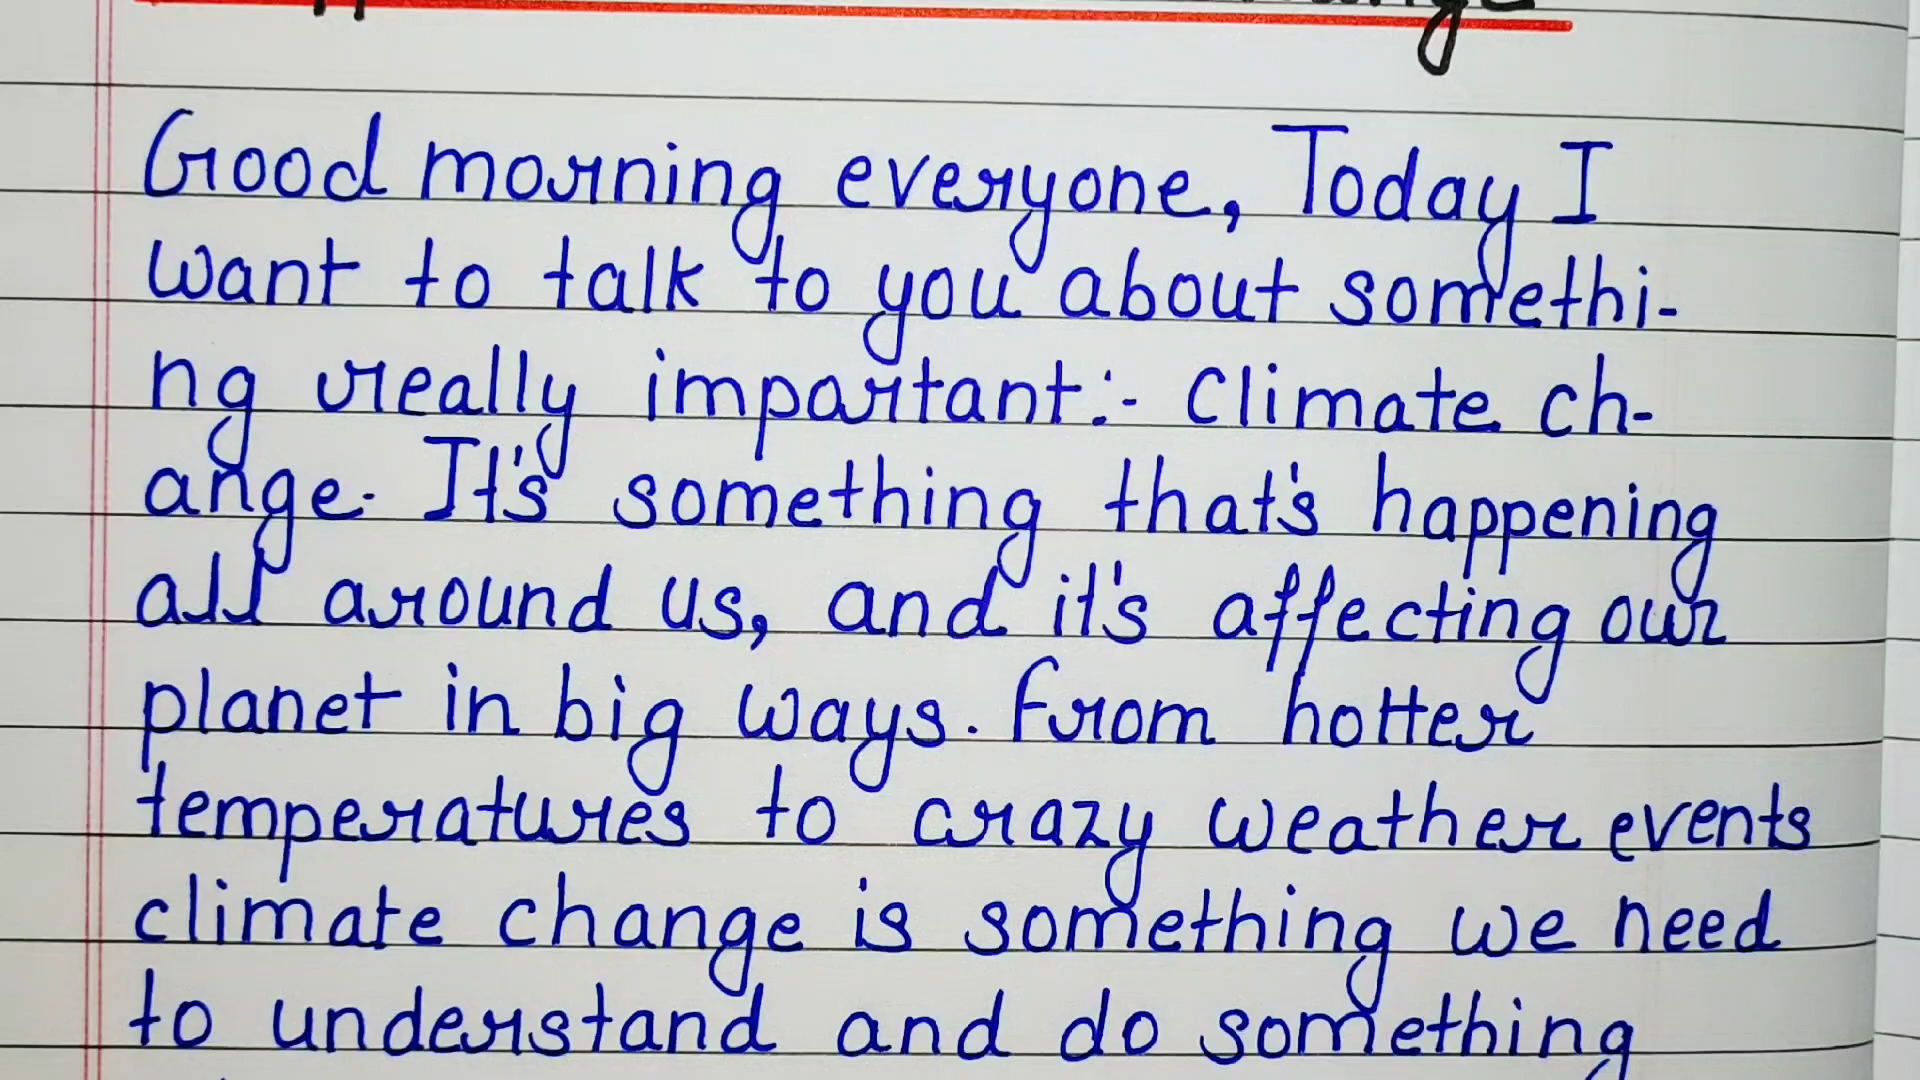 Good morning everyone, Today I
want to talk to you about somethi-
ng really important:- Climate ch-
ange. It's something that's happening
all around us, and it's affecting our
planet in big ways. From hotter
temperatures to crazy weather events
climate change is something we need
to understand and do something